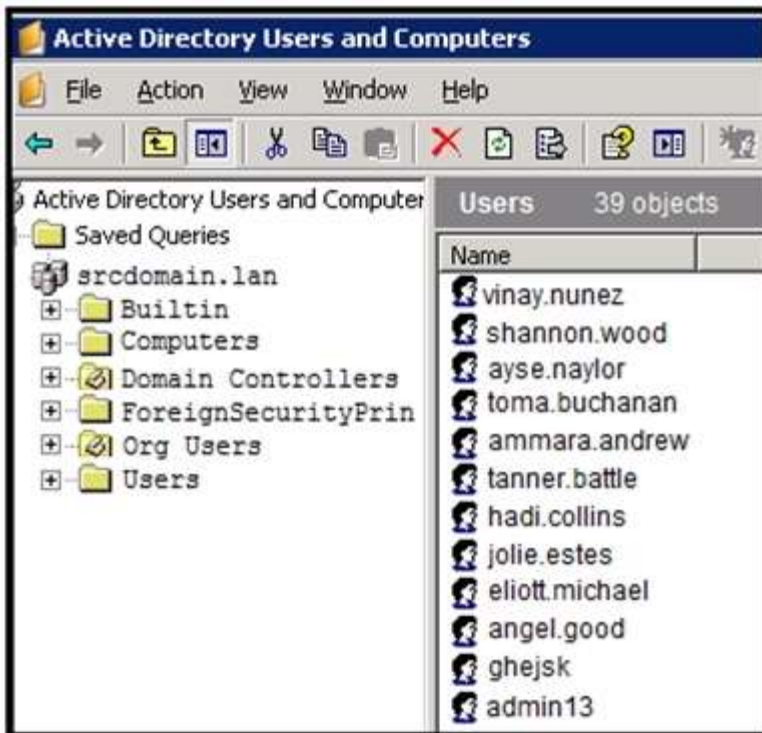 Active Directory Users and Computers
File Action View Window Help
Active Directory Users and Computer
Saved Queries
srcdomain.lan
Builtin
Computers
Domain Controllers
ForeignSecurityPrin
Org Users
Users
Users 39 objects
Name
vinay.nunez
shannon.wood
ayse.naylor
toma.buchanan
ammara.andrew
tanner.battle
hadi.collins
jolie.estes
eliott.michael
angel.good
ghejsk
admin13